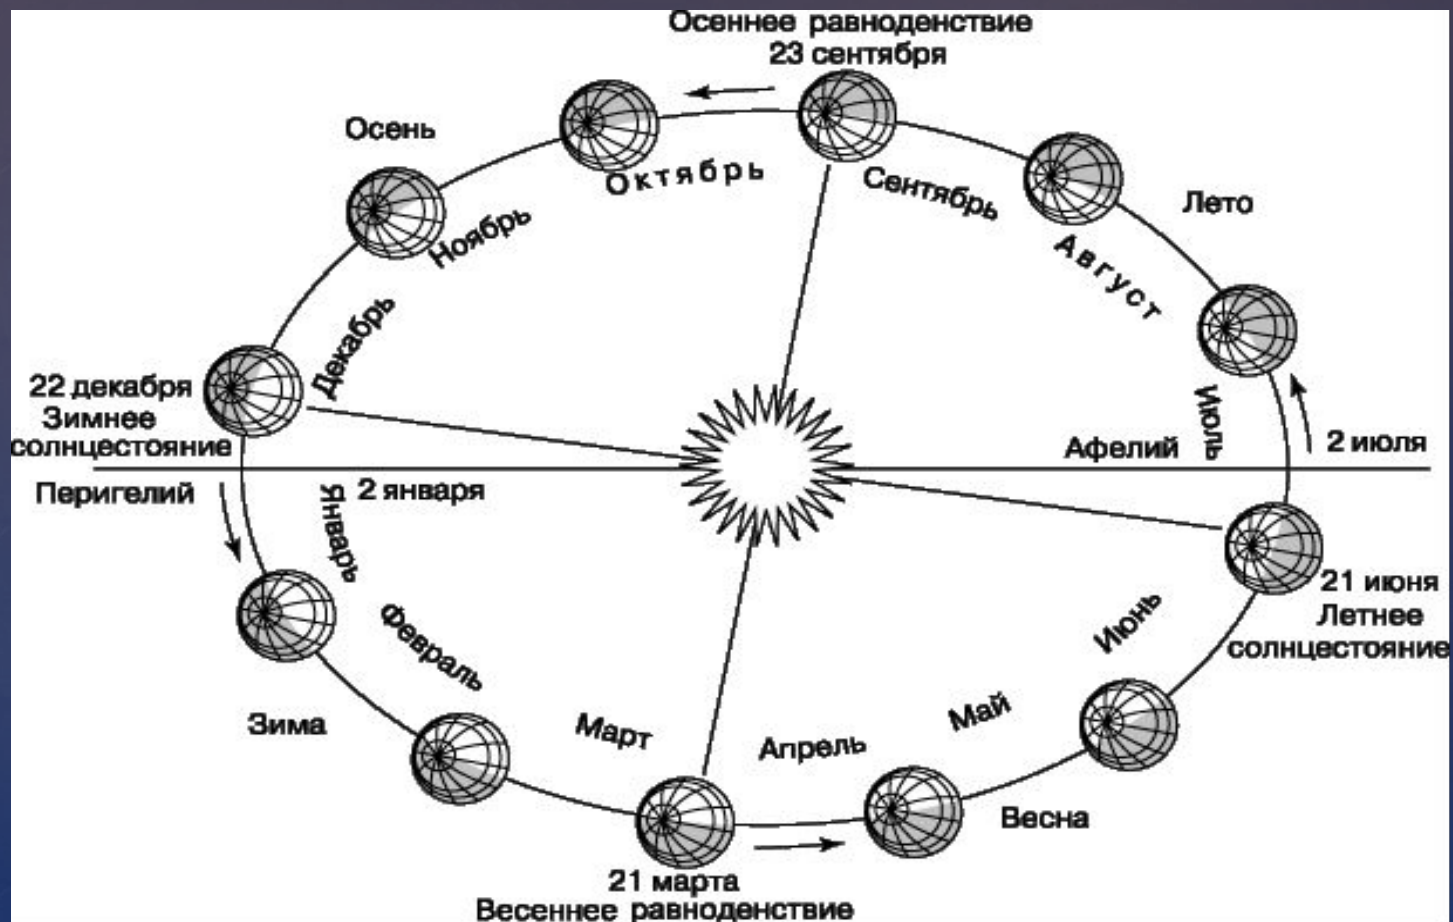 Осеннее равноденствие
23 сентября
Осень
Октябрь
Сентябрь
Лето
Ноябрь
Август
Декабрь
22 декабря
Зимнее
солнцестояние
Июль
Афелий
2 июля
Перигелий
2 января
Январь
21 июня
Летнее
солнцестояние
Февраль
Июнь
Зима
Март
Апрель
Май
Весна
21 марта
Весеннее равноденствие